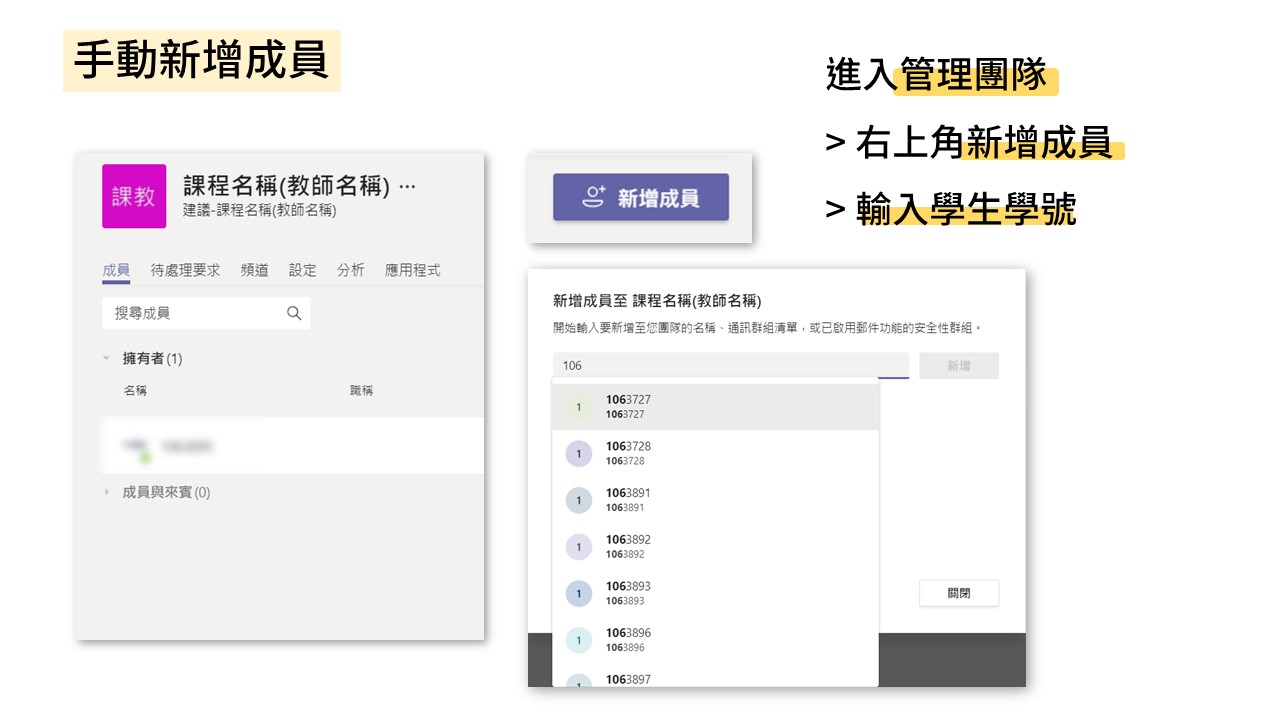 手動新增成員
進入管理團隊
> 右上角新增成員
> 輸入學生學號
課教
課程名稱(教師名稱) ...
建議-課程名稱(教師名稱)
成員 待處理要求 頻道 設定 分析 應用程式
搜尋成員
擁有者(1)
名稱 職稱
成員與來賓(0)
新增成員
新增成員至 課程名稱(教師名稱)
開始輸入要新增至您團隊的名稱、通訊群組清單，或已啟用郵件功能的安全性群組。
106 新增
1 1063727
1063727
1 1063728
1063728
1 1063891
1063891
1 1063892
1063892
1 1063893
1063893
1 1063896
1063896
1 1063897
關閉